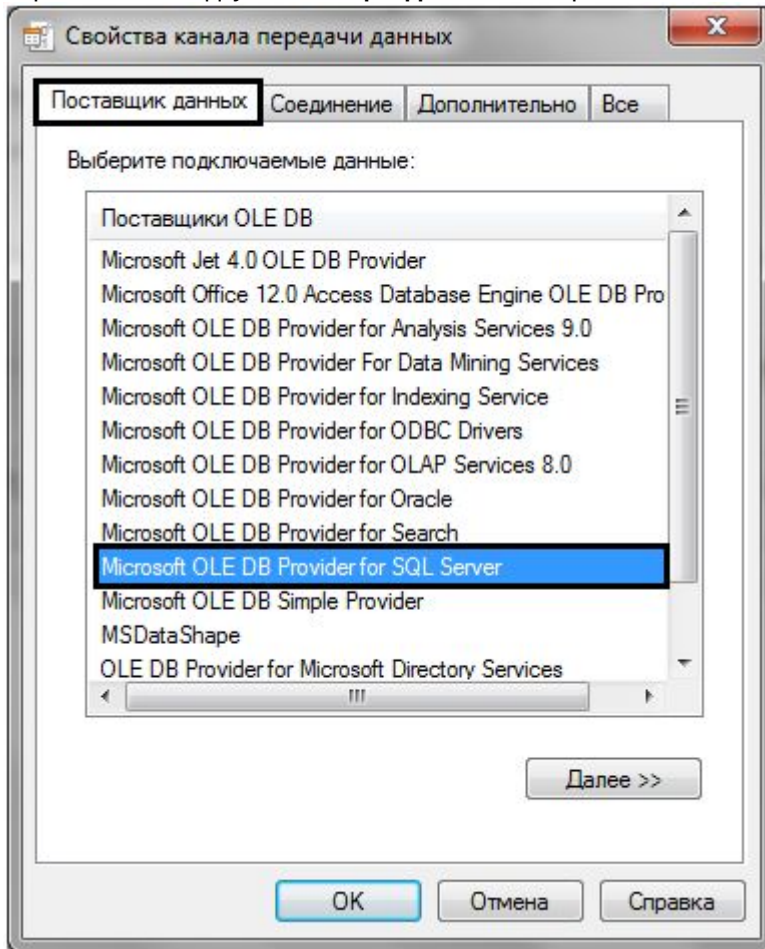 Свойства канала передачи данных
Поставщик данных Соединение Дополнительно Все
Выберите подключаемые данные:
Поставщики OLE DB
Microsoft Jet 4.0 OLE DB Provider
Microsoft Office 12.0 Access Database Engine OLE DB Pro
Microsoft OLE DB Provider for Analysis Services 9.0
Microsoft OLE DB Provider For Data Mining Services
Microsoft OLE DB Provider for Indexing Service
Microsoft OLE DB Provider for ODBC Drivers
Microsoft OLE DB Provider for OLAP Services 8.0
Microsoft OLE DB Provider for Oracle
Microsoft OLE DB Provider for Search
Microsoft OLE DB Provider for SQL Server
Microsoft OLE DB Simple Provider
MSDataShape
OLE DB Provider for Microsoft Directory Services
Далее >>
OK Отмена Справка